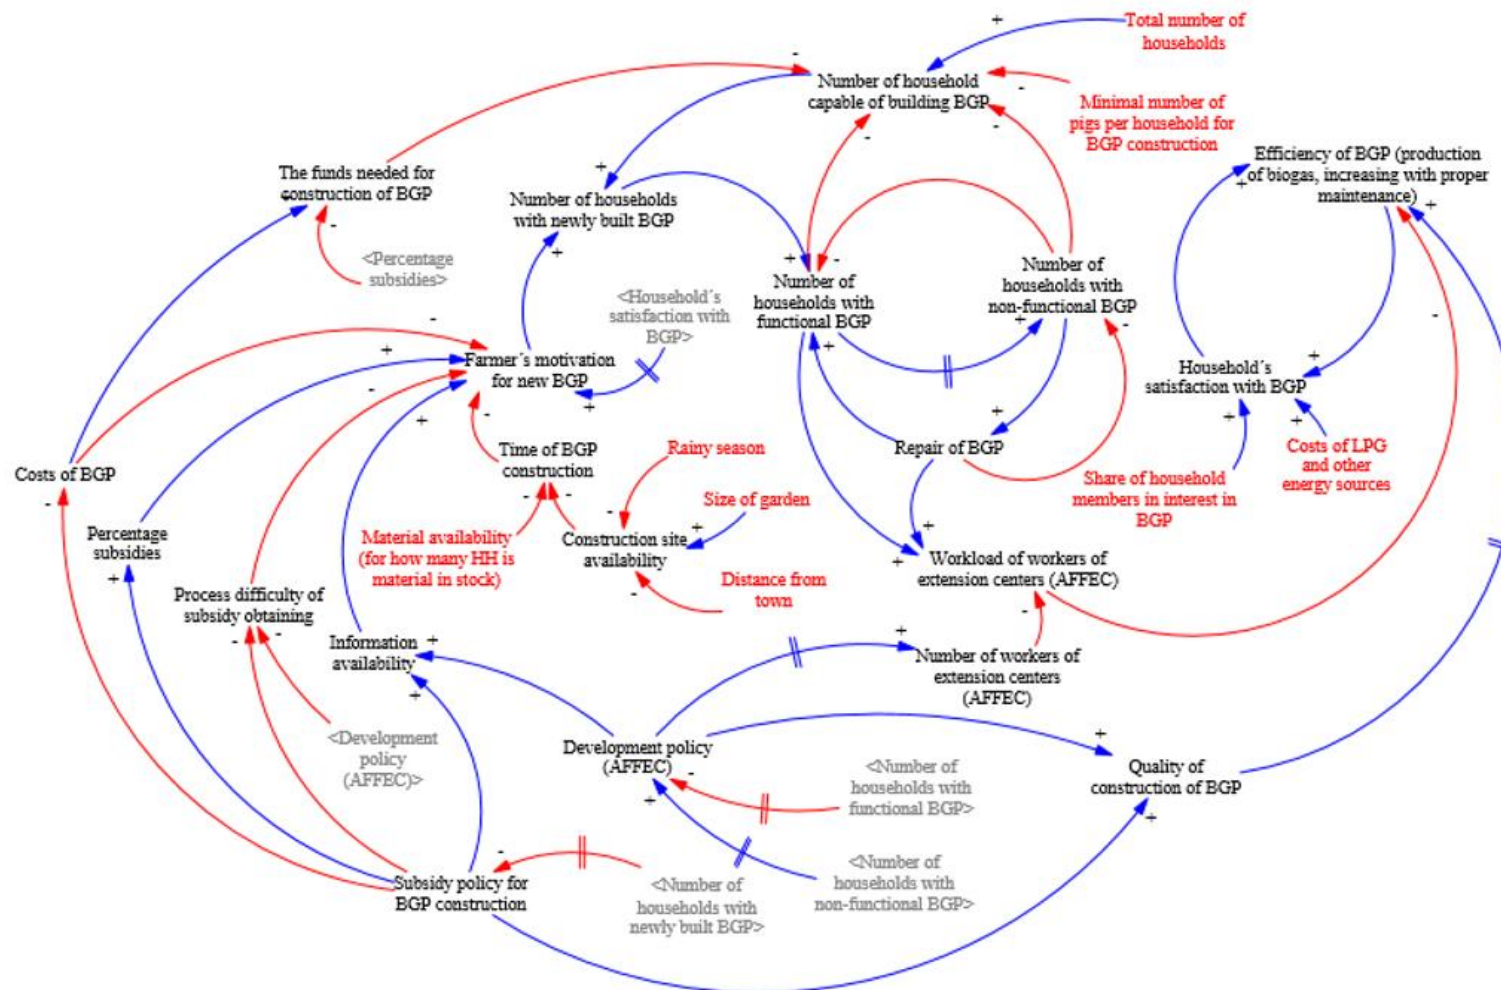 Total number of
households
Number of household
capable of building BGP
Minimal number of
pigs per household for
BGP construction
Efficiency of BGP (production
of biogas, increasing with proper
maintenance)
The funds needed for
construction of BGP
Number of households
with newly built BGP
<Percentage
subsidies>
Number of
households with
functional BGP
Number of
households with
non-functional BGP
<Household´s
satisfaction with
BGP>
Farmer´s motivation
for new BGP
Household´s
satisfaction with BGP
Time of BGP
construction
Rainy season
Repair of BGP
Costs of LPG
and other
energy sources
Costs of BGP
Share of household
members in interest in
BGP
Size of garden
Percentage
subsidies
Material availability
(for how many HH is
material in stock)
Construction site
availability
Workload of workers of
extension centers (AFFEC)
Distance from
town
Process difficulty of
subsidy obtaining
Information
availability
Number of workers of
extension centers
(AFFEC)
<Development
policy
(AFFEC)>
Development policy
(AFFEC)
<Number of
households with
functional BGP>
Quality of
construction of BGP
Subsidy policy for
BGP construction
<Number of
households with
newly built BGP>
<Number of
households with
non-functional BGP>